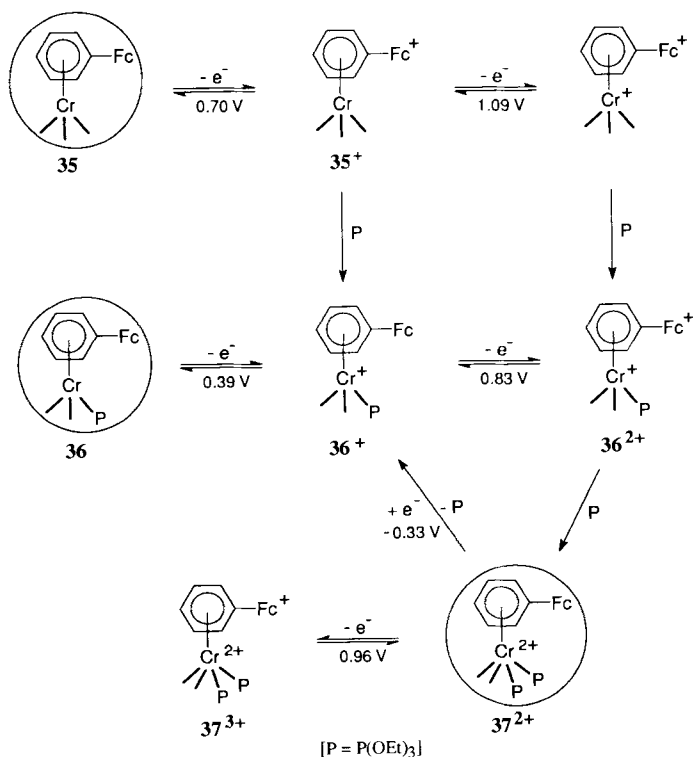 Fc Fc⁺ Fc⁺
- e⁻ - e⁻
Cr 0.70 V Cr 1.09 V Cr⁺
35 35⁺
P P
Fc Fc Fc⁺
- e⁻ - e⁻
Cr 0.39 V Cr⁺ 0.83 V Cr⁺
P P P
36 36⁺ 36²⁺
+ e⁻ - P P
- 0.33 V
Fc⁺ Fc
- e⁻
Cr²⁺ 0.96 V Cr²⁺
P P P P
37³⁺ 37²⁺
[P = P(OEt)₃]